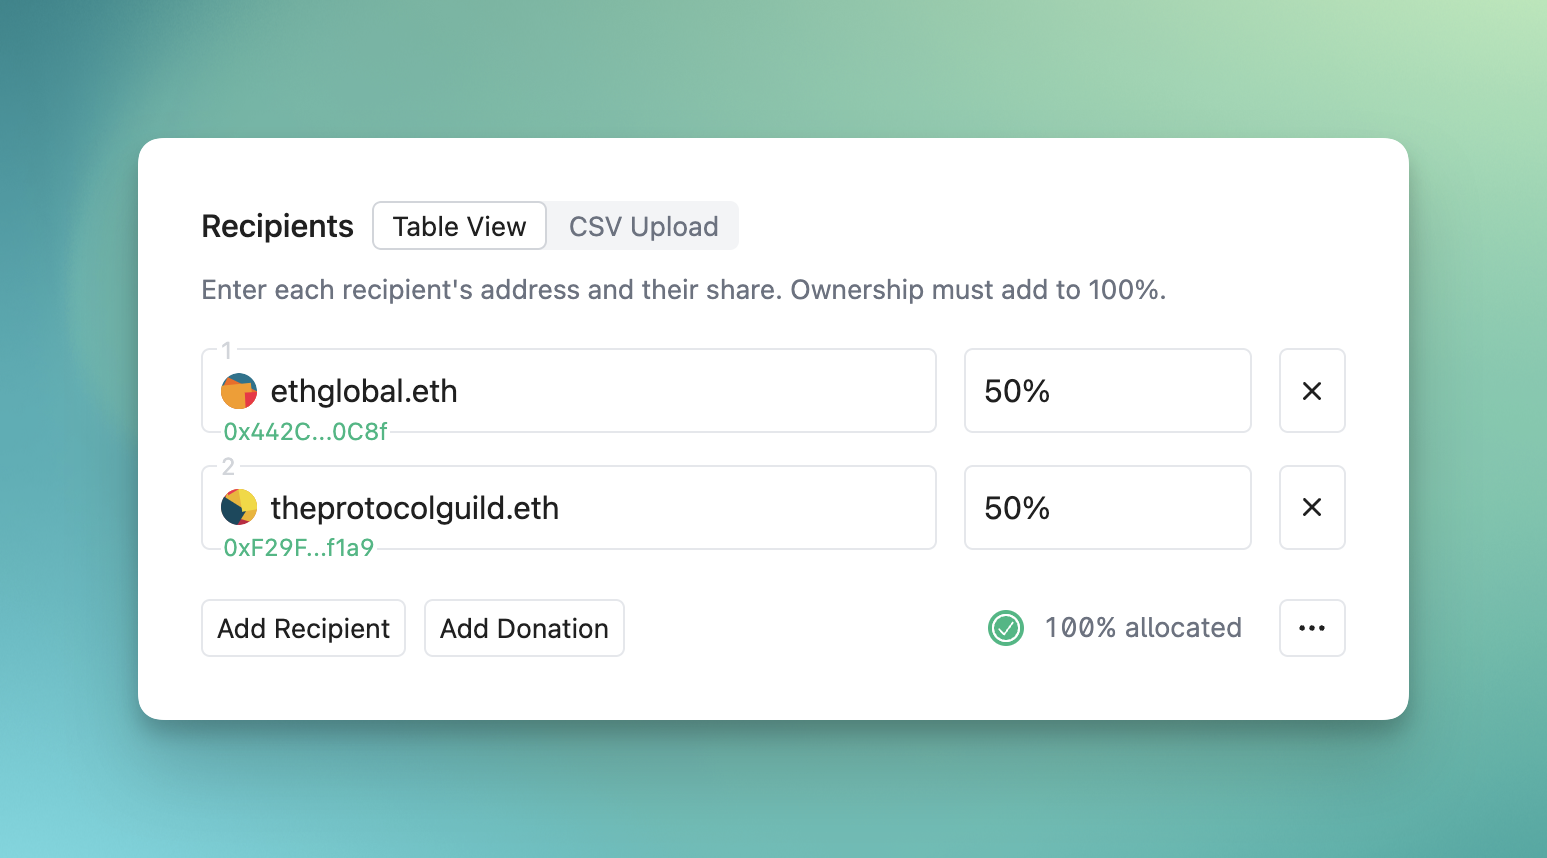 Recipients Table View CSV Upload
Enter each recipient's address and their share. Ownership must add to 100%.
1
ethglobal.eth 50%
0x442C...0C8f
2
theprotocolguild.eth 50%
0xF29F...f1a9
Add Recipient Add Donation 100% allocated